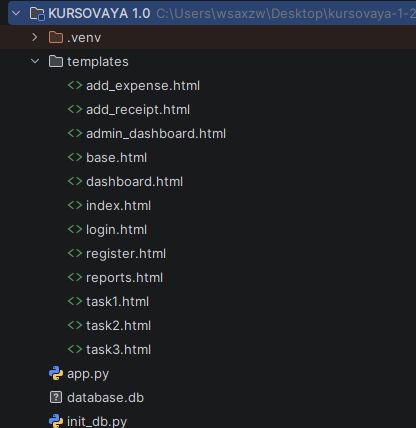 KURSOVAYA 1.0 C:\Users\wsaxzw\Desktop\kursovaya-1-2
.venv
templates
<> add_expense.html
<> add_receipt.html
<> admin_dashboard.html
<> base.html
<> dashboard.html
<> index.html
<> login.html
<> register.html
<> reports.html
<> task1.html
<> task2.html
<> task3.html
app.py
? database.db
init_db.py